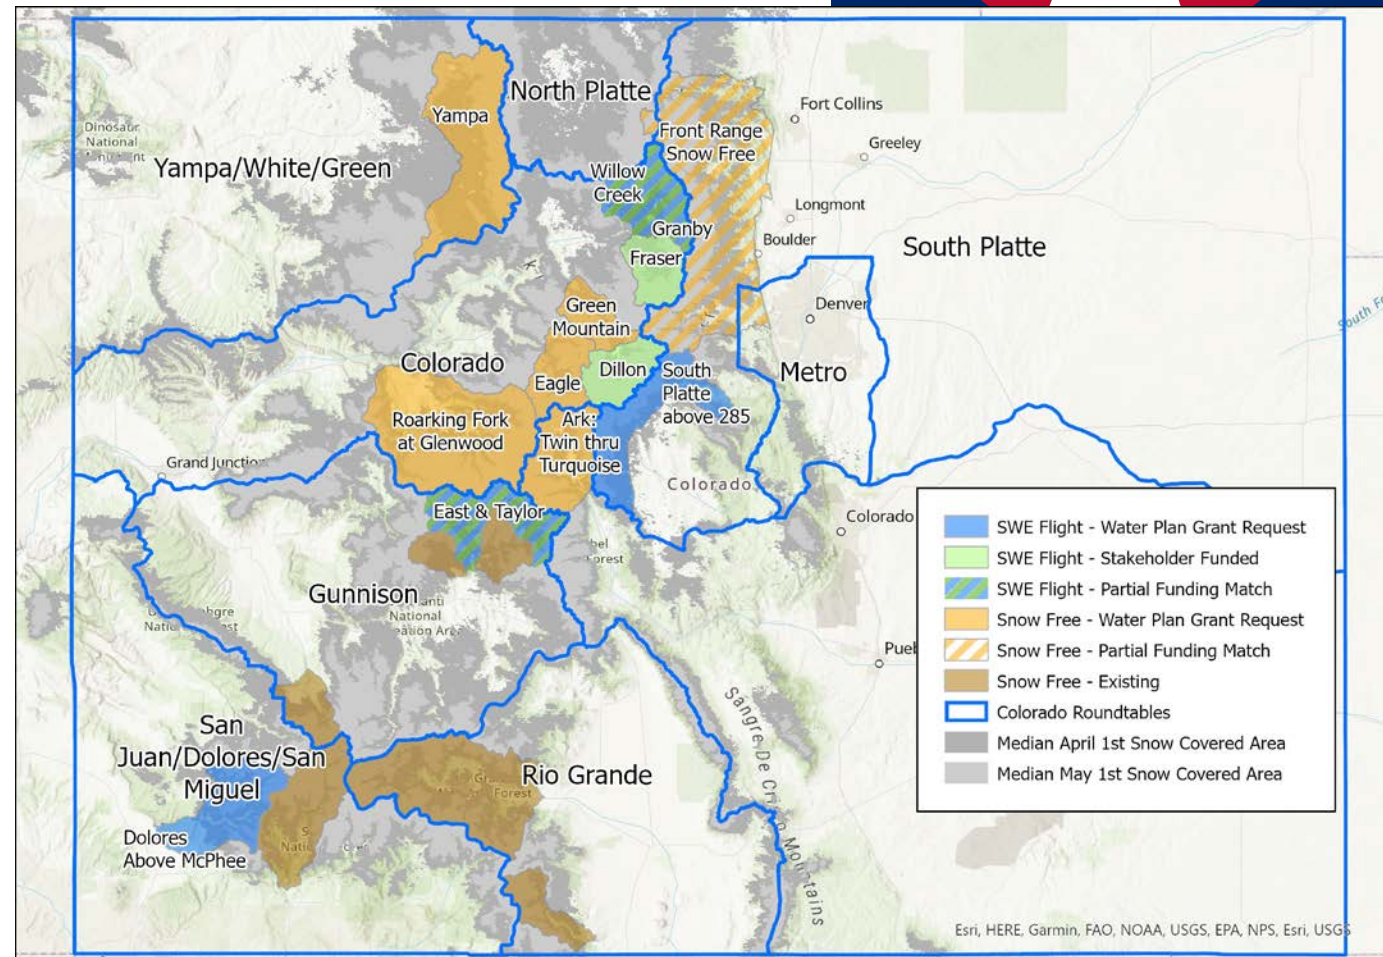 North Platte
Yampa
Fort Collins
Dinosaur
National
Front Range
Snow Free
Greeley
Yampa/White/Green
Willow
Creek
Longmont
Granby
Boulder
South Platte
Fraser
Green
Mountain
Denver
South
Colorado
Dillon
South
Platte
above 285
Metro
Eagle
Roarking Fork
at Glenwood
Ark:
Twin thru
Turquoise
Grand Junction
Colorado
East & Taylor
Colorado
Forest
Gunnison
National
SWE Flight - Water Plan Grant Request
SWE Flight - Stakeholder Funded
SWE Flight - Partial Funding Match
Snow Free - Water Plan Grant Request
Snow Free - Partial Funding Match
Snow Free - Existing
Colorado Roundtables
Median April 1st Snow Covered Area
Median May 1st Snow Covered Area
San
Juan/Dolores/San
Miguel
Rio Grande
Forest
Sangre De Cristo Mountains
Dolores
Above McPhee
Esri, HERE, Garmin, FAO, NOAA, USGS, EPA, NPS, Esri, USGS